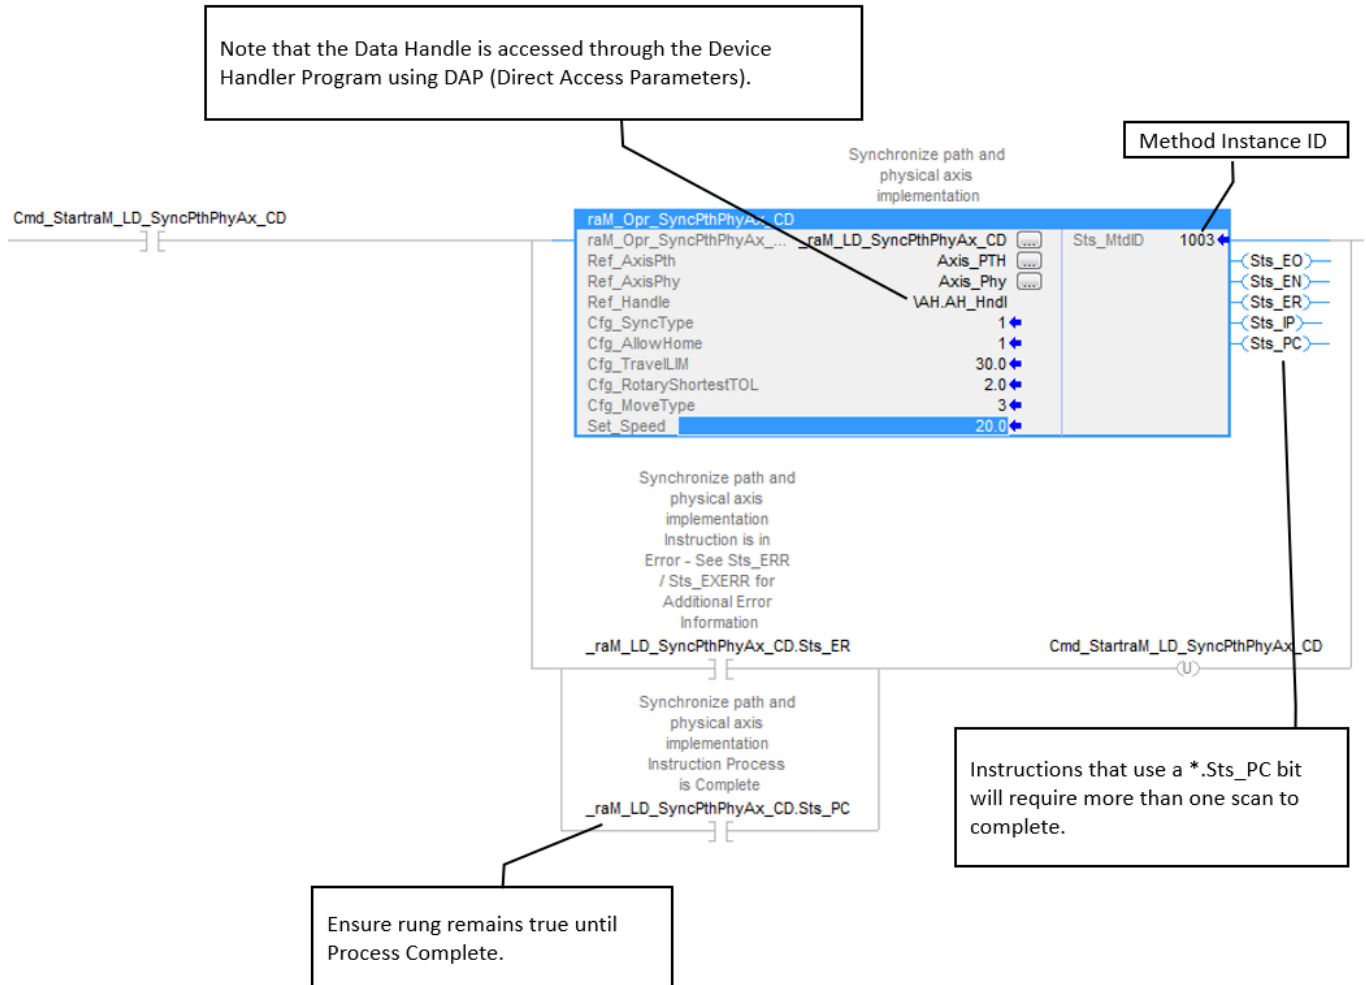 Note that the Data Handle is accessed through the Device
Handler Program using DAP (Direct Access Parameters).
Method Instance ID
Synchronize path and
physical axis
implementation
Cmd_StartraM_LD_SyncPthPhyAx_CD
raM_Opr_SyncPthPhyAx_CD
raM_Opr_SyncPthPhyAx_... _raM_LD_SyncPthPhyAx_CD ... Sts_MtdID 1003
Ref_AxisPth Axis_PTH ...
Ref_AxisPhy Axis_Phy ...
Ref_Handle \AH.AH_Hndl
Cfg_SyncType 1
Cfg_AllowHome 1
Cfg_TravelLIM 30.0
Cfg_RotaryShortestTOL 2.0
Cfg_MoveType 3
Set_Speed 20.0
Sts_EO
Sts_EN
Sts_ER
Sts_IP
Sts_PC
Synchronize path and
physical axis
implementation
Instruction is in
Error - See Sts_ERR
/ Sts_EXERR for
Additional Error
Information
_raM_LD_SyncPthPhyAx_CD.Sts_ER
Cmd_StartraM_LD_SyncPthPhyAx_CD
U
Synchronize path and
physical axis
implementation
Instruction Process
is Complete
_raM_LD_SyncPthPhyAx_CD.Sts_PC
Instructions that use a *.Sts_PC bit
will require more than one scan to
complete.
Ensure rung remains true until
Process Complete.